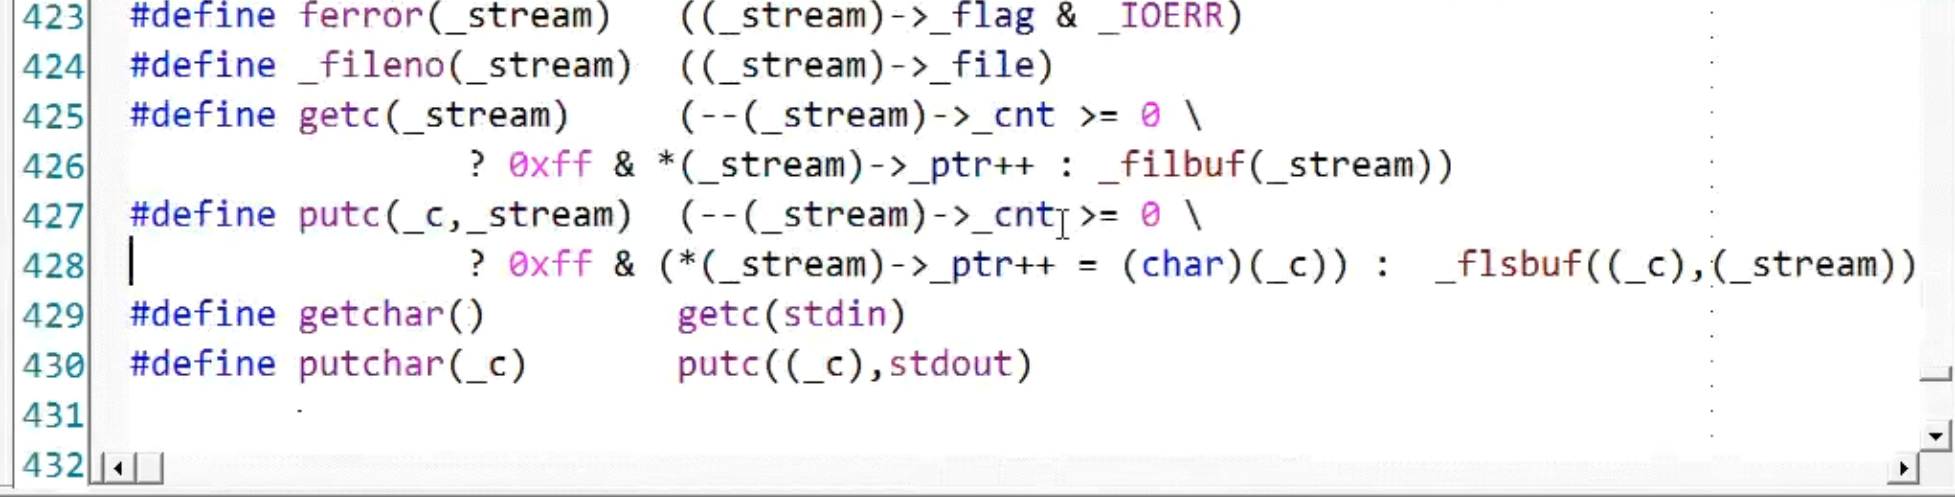 423 #define ferror(_stream)   ((_stream)->_flag & _IOERR)
424 #define _fileno(_stream)  ((_stream)->_file)
425 #define getc(_stream)     (--(_stream)->_cnt >= 0 \
426                ? 0xff & *(_stream)->_ptr++ : _filbuf(_stream))
427 #define putc(_c,_stream)  (--(_stream)->_cnt >= 0 \
428                ? 0xff & (*(_stream)->_ptr++ = (char)(_c)) :  _flsbuf((_c),(_stream))
429 #define getchar()         getc(stdin)
430 #define putchar(_c)       putc((_c),stdout)
431
432